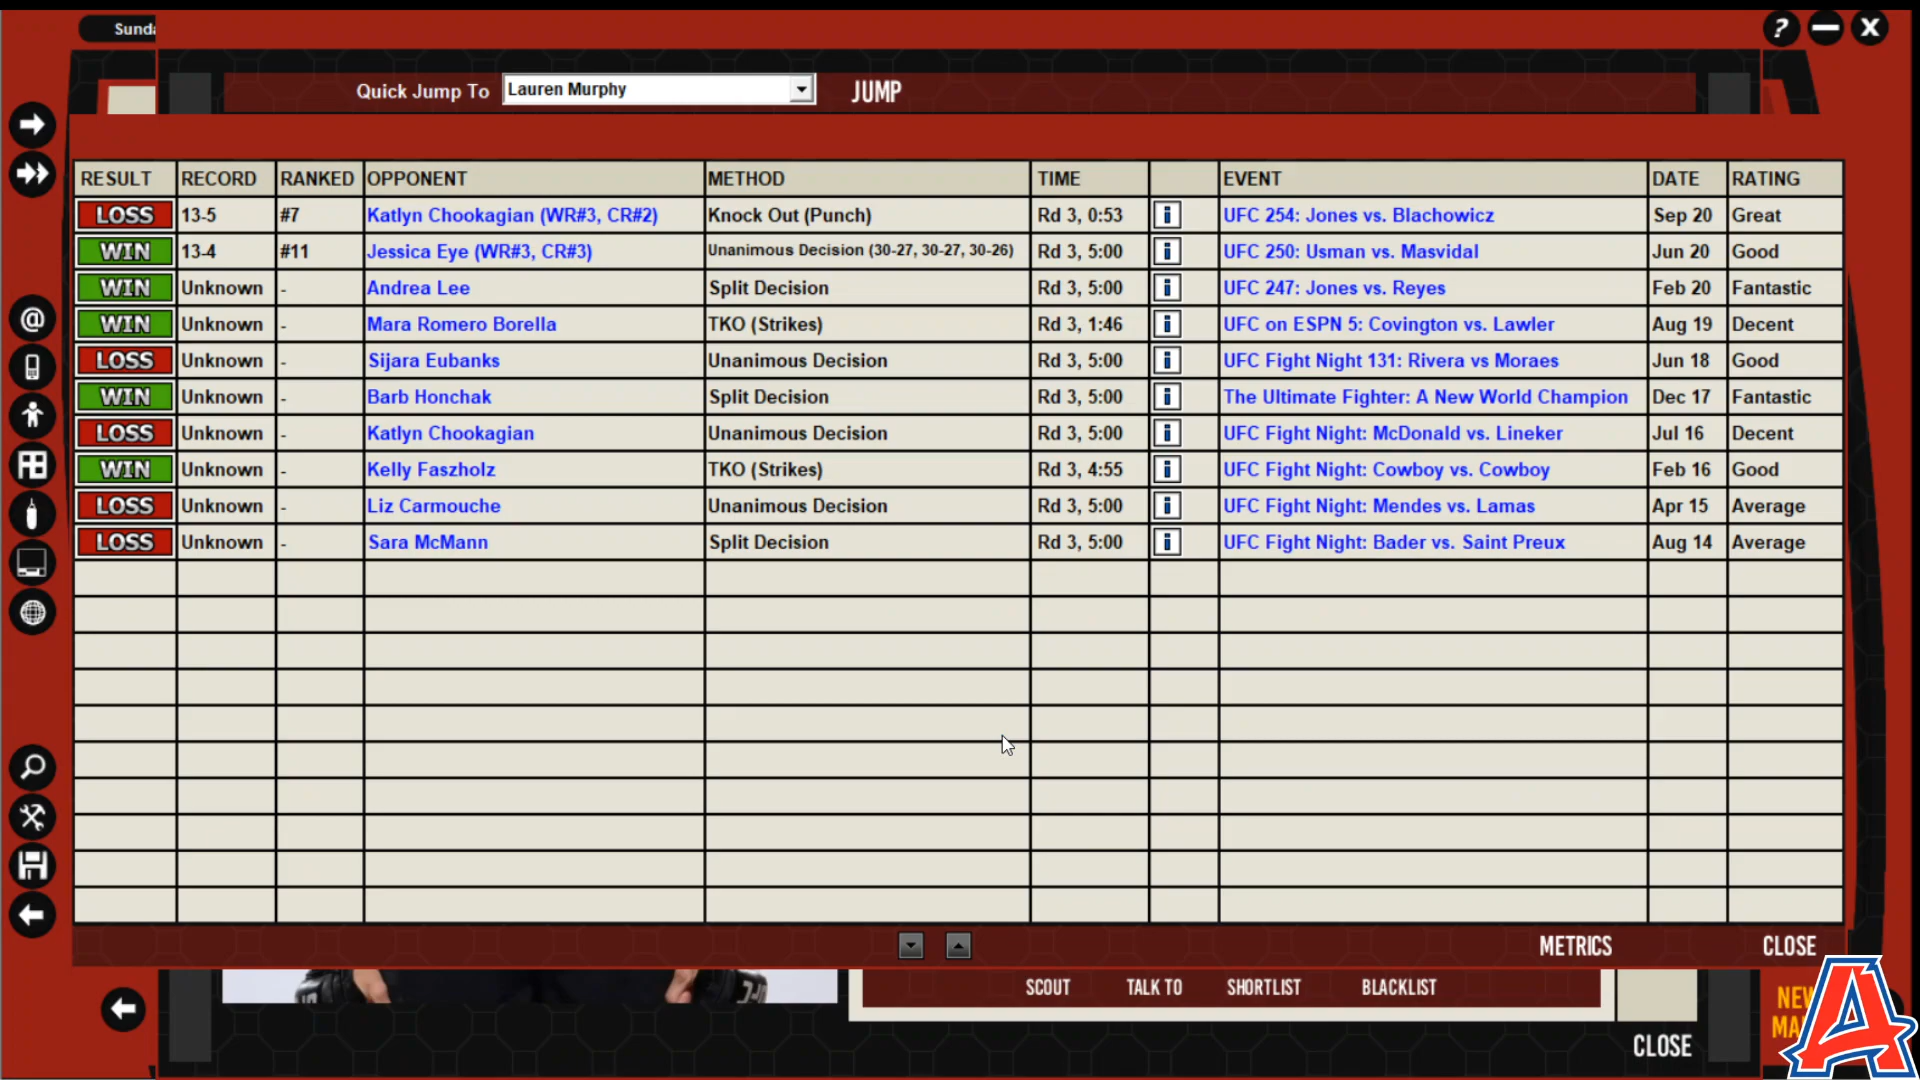 Sunda
Quick Jump To Lauren Murphy JUMP
RESULT RECORD RANKED OPPONENT METHOD TIME EVENT DATE RATING
LOSS 13-5 #7 Katlyn Chookagian (WR#3, CR#2) Knock Out (Punch) Rd 3, 0:53 i UFC 254: Jones vs. Blachowicz Sep 20 Great
WIN 13-4 #11 Jessica Eye (WR#3, CR#3) Unanimous Decision (30-27, 30-27, 30-26) Rd 3, 5:00 i UFC 250: Usman vs. Masvidal Jun 20 Good
WIN Unknown - Andrea Lee Split Decision Rd 3, 5:00 i UFC 247: Jones vs. Reyes Feb 20 Fantastic
WIN Unknown - Mara Romero Borella TKO (Strikes) Rd 3, 1:46 i UFC on ESPN 5: Covington vs. Lawler Aug 19 Decent
LOSS Unknown - Sijara Eubanks Unanimous Decision Rd 3, 5:00 i UFC Fight Night 131: Rivera vs Moraes Jun 18 Good
WIN Unknown - Barb Honchak Split Decision Rd 3, 5:00 i The Ultimate Fighter: A New World Champion Dec 17 Fantastic
LOSS Unknown - Katlyn Chookagian Unanimous Decision Rd 3, 5:00 i UFC Fight Night: McDonald vs. Lineker Jul 16 Decent
WIN Unknown - Kelly Faszholz TKO (Strikes) Rd 3, 4:55 i UFC Fight Night: Cowboy vs. Cowboy Feb 16 Good
LOSS Unknown - Liz Carmouche Unanimous Decision Rd 3, 5:00 i UFC Fight Night: Mendes vs. Lamas Apr 15 Average
LOSS Unknown - Sara McMann Split Decision Rd 3, 5:00 i UFC Fight Night: Bader vs. Saint Preux Aug 14 Average
METRICS CLOSE
SCOUT TALK TO SHORTLIST BLACKLIST
NEW
MA
CLOSE
A